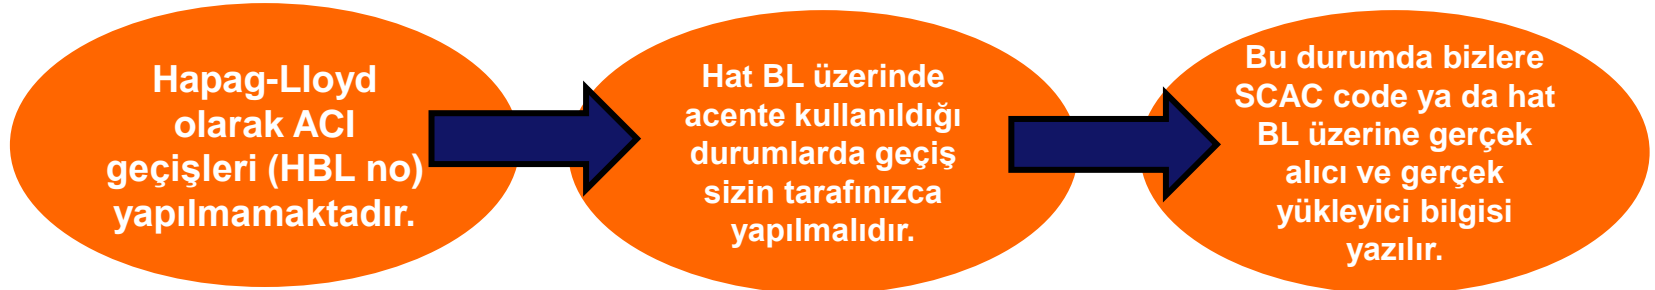 Hapag-Lloyd
olarak ACI
geçişleri (HBL no)
yapılmamaktadır.
Hat BL üzerinde
acente kullanıldığı
durumlarda geçiş
sizin tarafınızca
yapılmalıdır.
Bu durumda bizlere
SCAC code ya da hat
BL üzerine gerçek
alıcı ve gerçek
yükleyici bilgisi
yazılır.